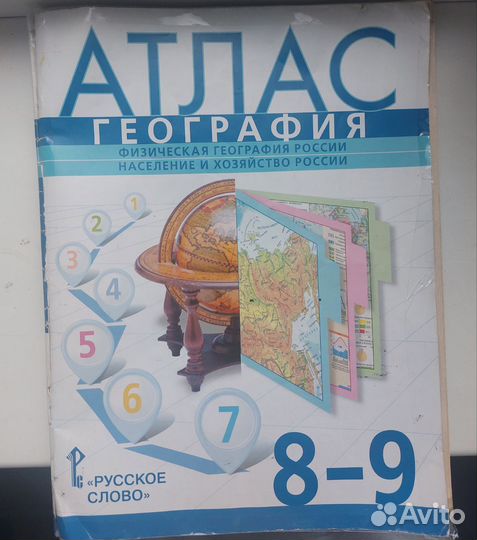 АТЛАС
ГЕОГРАФИЯ
ФИЗИЧЕСКАЯ ГЕОГРАФИЯ РОССИИ
НАСЕЛЕНИЕ И ХОЗЯЙСТВО РОССИИ
1
2
3
4
5
6
7
«РУССКОЕ
СЛОВО»
8–9
Avito